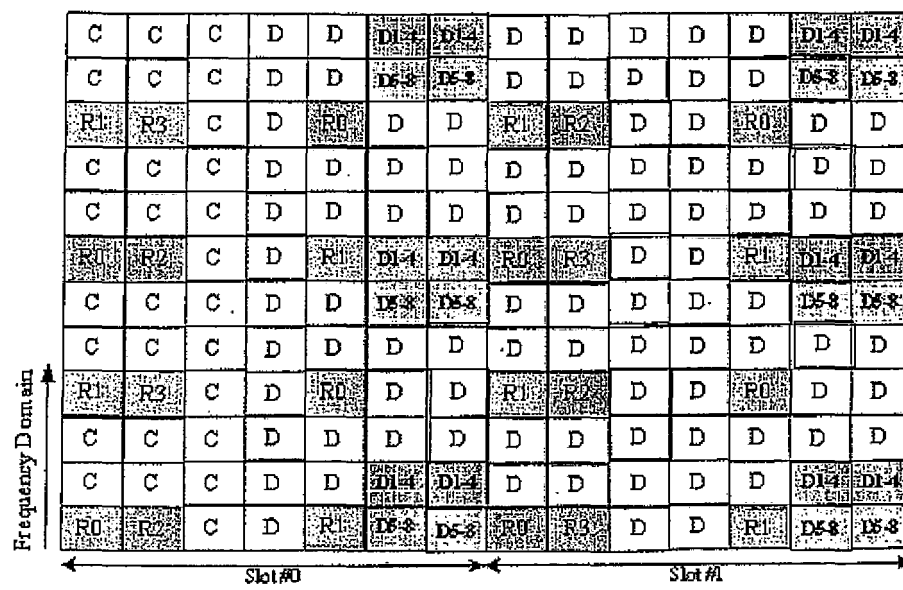 C C C D D D1-4 D1-4 D D D D D D1-4 D1-4
C C C D D D5-8 D5-8 D D D D D D5-8 D5-8
R1 R3 C D R0 D D R1 R2 D D R0 D D
C C C D D D D D D D D D D D
C C C D D D D D D D D D D D
R0 R2 C D R1 D1-4 D1-4 R0 R3 D D R1 D1-4 D1-4
C C C D D D5-8 D5-8 D D D D D D5-8 D5-8
C C C D D D D D D D D D D D
R1 R3 C D R0 D D R1 R2 D D R0 D D
C C C D D D D D D D D D D D
C C C D D D1-4 D1-4 D D D D D D1-4 D1-4
R0 R2 C D R1 D5-8 D5-8 R0 R3 D D R1 D5-8 D5-8
Frequency Domain
Slot #0 Slot #1